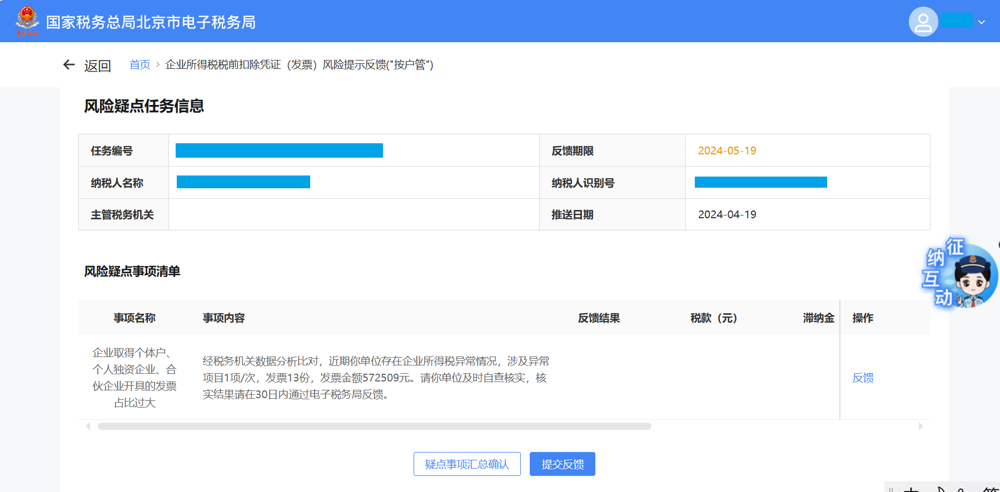 国家税务总局北京市电子税务局
返回 首页 > 企业所得税税前扣除凭证（发票）风险提示反馈("按户管")
风险疑点任务信息
任务编号 反馈期限 2024-05-19
纳税人名称 纳税人识别号
主管税务机关 推送日期 2024-04-19
征
纳
互
动
风险疑点事项清单
事项名称 事项内容 反馈结果 税款（元） 滞纳金 操作
企业取得个体户、
个人独资企业、合
伙企业开具的发票
占比过大
经税务机关数据分析比对，近期你单位存在企业所得税异常情况，涉及异常
项目1项/次，发票13份，发票金额572509元。请你单位及时自查核实，核
实结果请在30日内通过电子税务局反馈。
反馈
疑点事项汇总确认 提交反馈